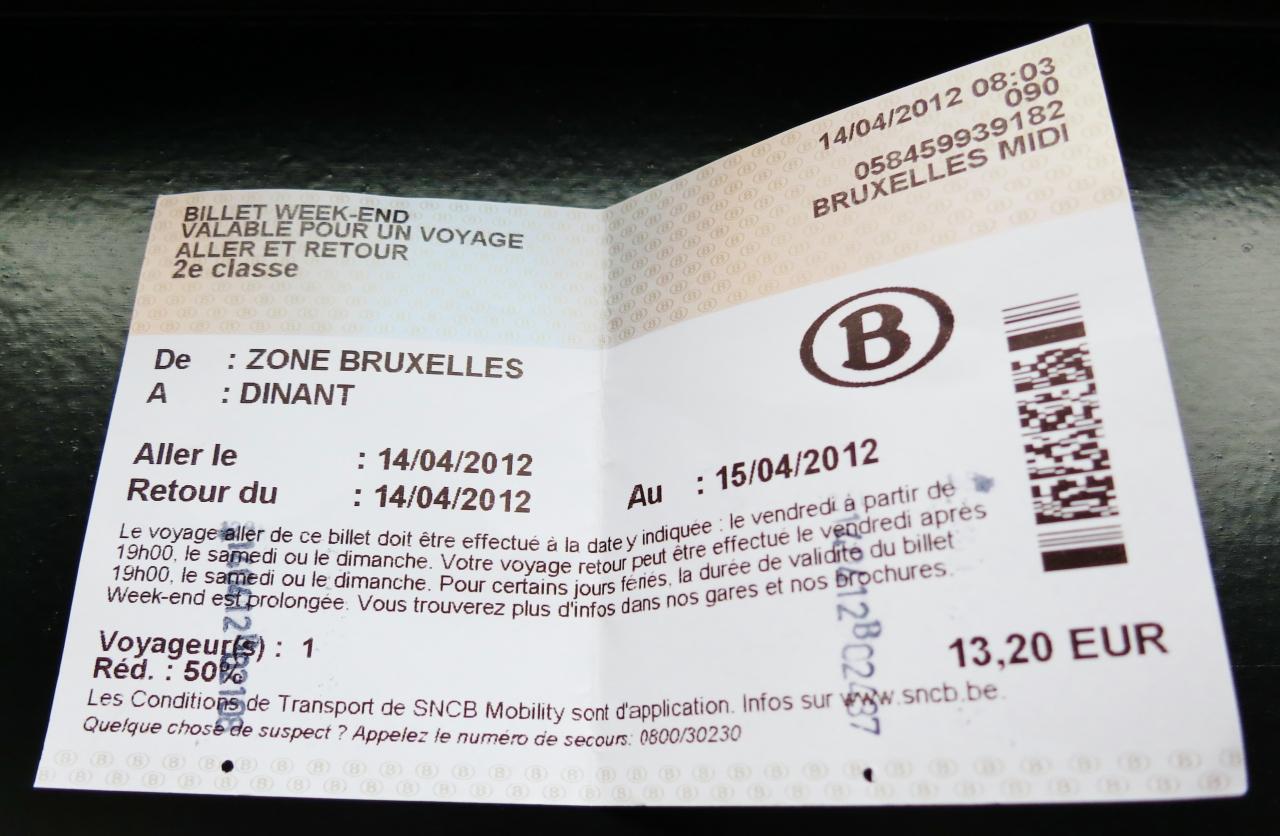 BILLET WEEK-END
VALABLE POUR UN VOYAGE
ALLER ET RETOUR
2e classe
14/04/2012 08:03
090
058459939182
BRUXELLES MIDI
B
De : ZONE BRUXELLES
A : DINANT
Aller le : 14/04/2012
Retour du : 14/04/2012 Au : 15/04/2012
Le voyage aller de ce billet doit être effectué à la date y indiquée : le vendredi à partir de
19h00, le samedi ou le dimanche. Votre voyage retour peut être effectué le vendredi après
19h00, le samedi ou le dimanche. Pour certains jours fériés, la durée de validité du billet
Week-end est prolongée. Vous trouverez plus d'infos dans nos gares et nos brochures.
Voyageur(s) : 1
Réd. : 50%
13,20 EUR
Les Conditions de Transport de SNCB Mobility sont d'application. Infos sur www.sncb.be.
Quelque chose de suspect ? Appelez le numéro de secours: 0800/30230